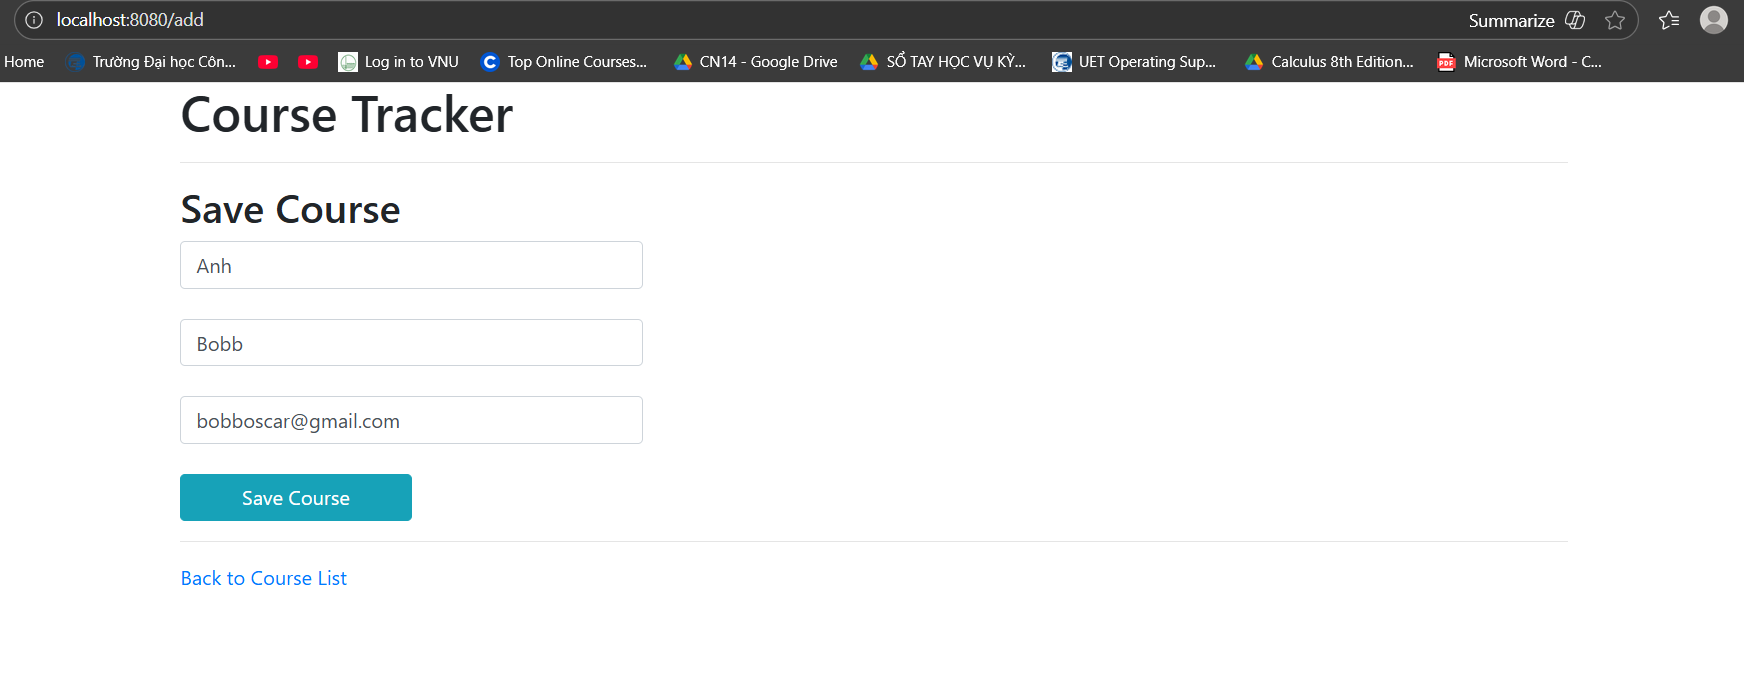 localhost:8080/add Summarize
Home Trường Đại học Côn... Log in to VNU Top Online Courses... CN14 - Google Drive SỔ TAY HỌC VỤ KỲ... UET Operating Sup... Calculus 8th Edition... PDF Microsoft Word - C...
Course Tracker
Save Course
Anh
Bobb
bobboscar@gmail.com
Save Course
Back to Course List